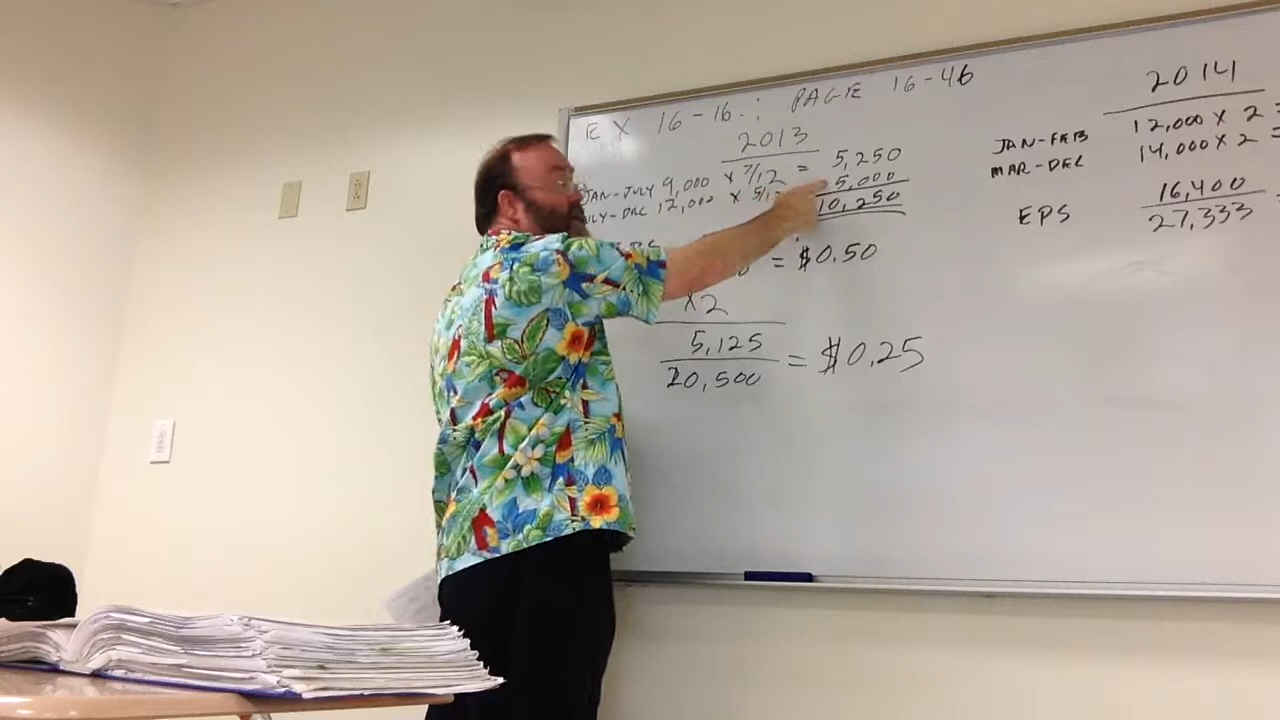 EX 16-16.: PAGE 16-46
2013
JAN-JULY 9,000 x 7/12 = 5,250
JULY-DEC 12,000 x 5/12 5,000
10,250
= $0.50
x2
5,125
20,500 = $0.25
2014
JAN-FEB 12,000 x 2 =
MAR-DEC 14,000 x 2 =
EPS 16,400
27,333 =